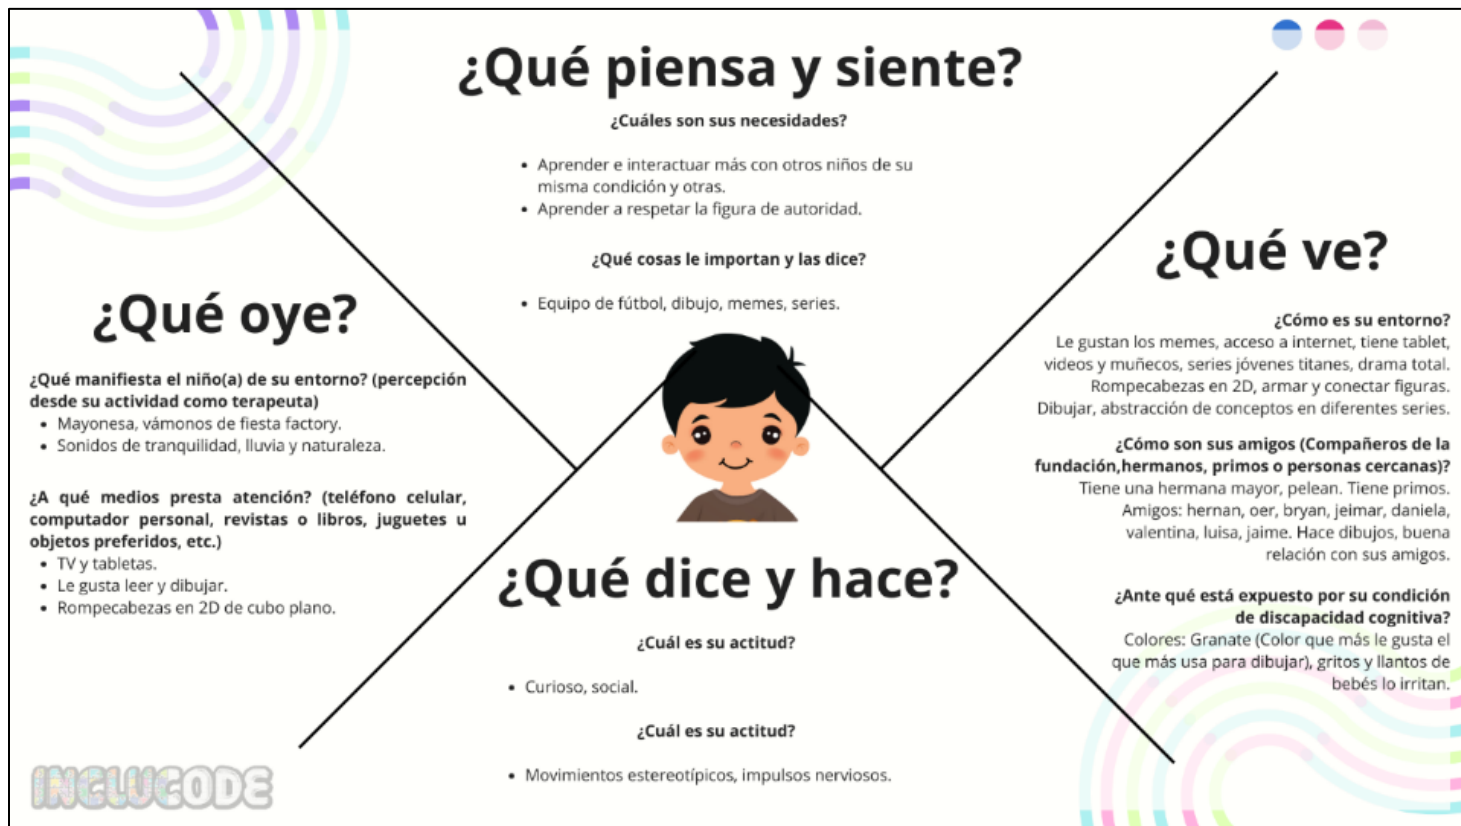 ¿Qué piensa y siente?
¿Cuáles son sus necesidades?
• Aprender e interactuar más con otros niños de su
misma condición y otras.
• Aprender a respetar la figura de autoridad.
¿Qué cosas le importan y las dice?
• Equipo de fútbol, dibujo, memes, series.
¿Qué oye?
¿Qué manifiesta el niño(a) de su entorno? (percepción
desde su actividad como terapeuta)
• Mayonesa, vámonos de fiesta factory.
• Sonidos de tranquilidad, lluvia y naturaleza.
¿A qué medios presta atención? (teléfono celular,
computador personal, revistas o libros, juguetes u
objetos preferidos, etc.)
• TV y tabletas.
• Le gusta leer y dibujar.
• Rompecabezas en 2D de cubo plano.
¿Qué ve?
¿Cómo es su entorno?
Le gustan los memes, acceso a internet, tiene tablet,
videos y muñecos, series jóvenes titanes, drama total.
Rompecabezas en 2D, armar y conectar figuras.
Dibujar, abstracción de conceptos en diferentes series.
¿Cómo son sus amigos (Compañeros de la
fundación,hermanos, primos o personas cercanas)?
Tiene una hermana mayor, pelean. Tiene primos.
Amigos: hernan, oer, bryan, jeimar, daniela,
valentina, luisa, jaime. Hace dibujos, buena
relación con sus amigos.
¿Ante qué está expuesto por su condición
de discapacidad cognitiva?
Colores: Granate (Color que más le gusta el
que más usa para dibujar), gritos y llantos de
bebés lo irritan.
¿Qué dice y hace?
¿Cuál es su actitud?
• Curioso, social.
¿Cuál es su actitud?
• Movimientos estereotípicos, impulsos nerviosos.
INCLUCODE